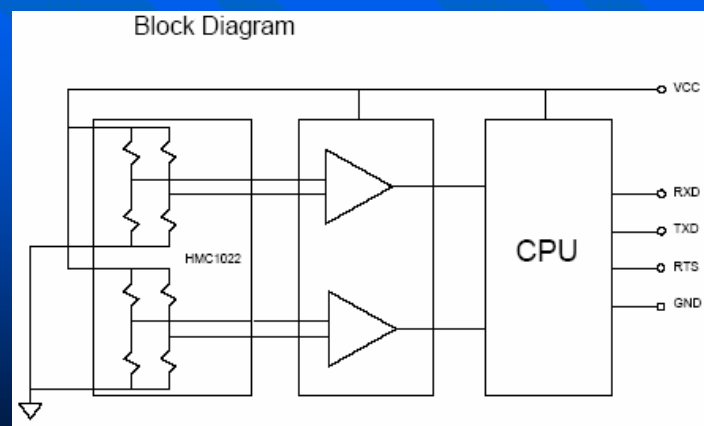 Block Diagram
VCC
RXD
TXD
RTS
GND
HMC1022
CPU